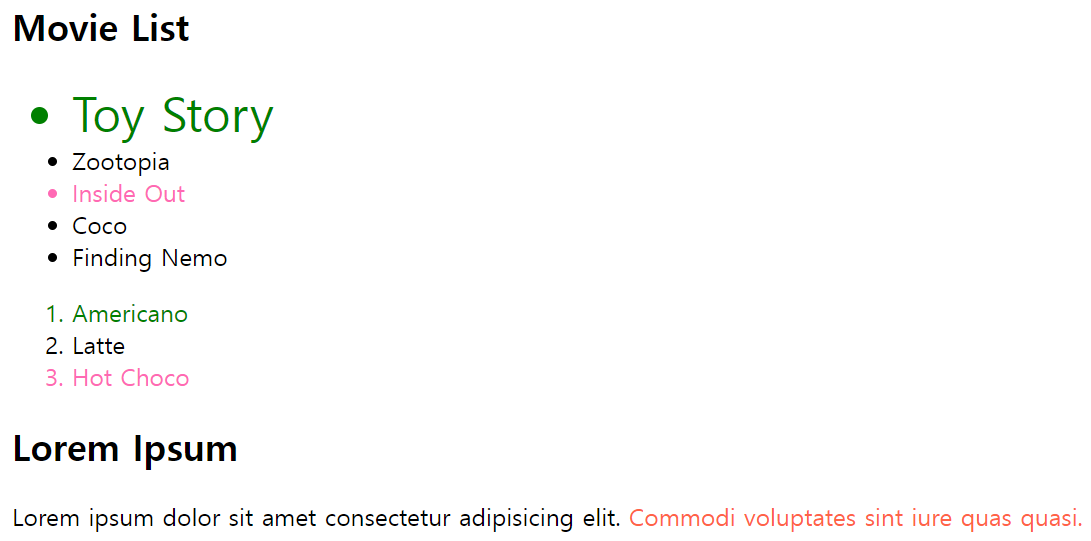 Movie List
• Toy Story
• Zootopia
• Inside Out
• Coco
• Finding Nemo
1. Americano
2. Latte
3. Hot Choco
Lorem Ipsum
Lorem ipsum dolor sit amet consectetur adipisicing elit. Commodi voluptates sint iure quas quasi.